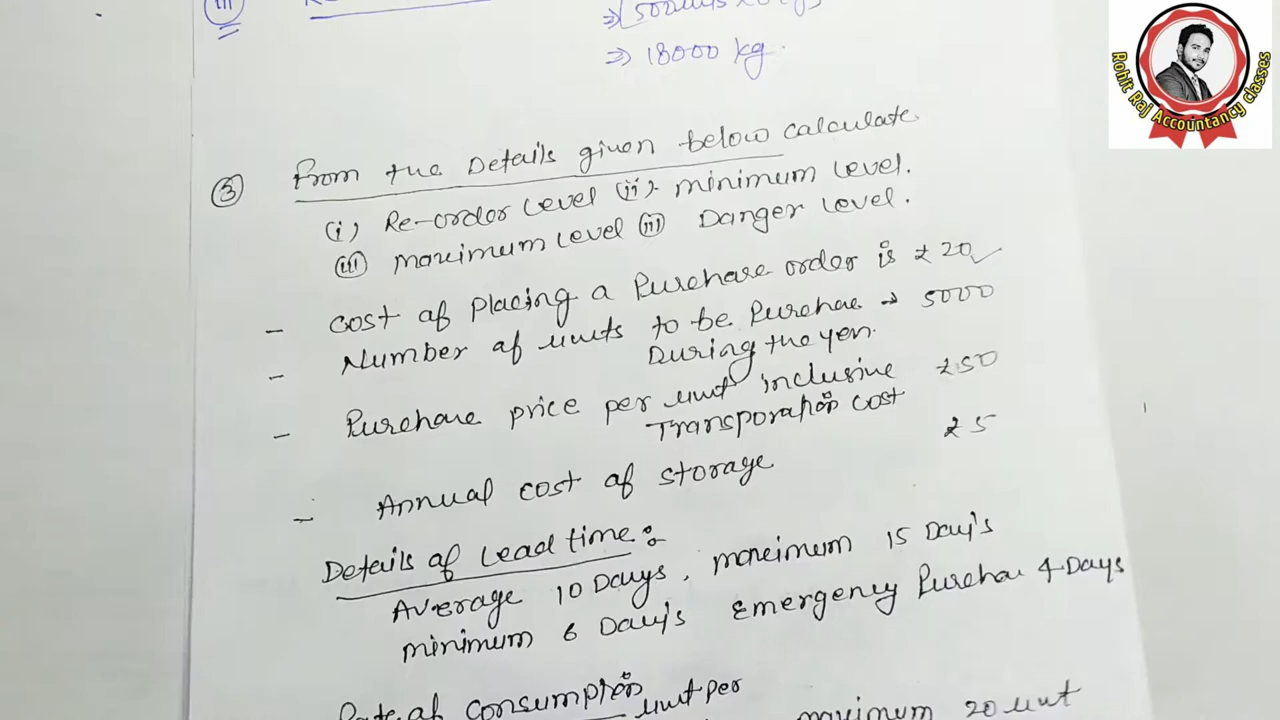 (iii)
⇒ 1500 units
⇒ 18000 kg.
Rohit Raj Accountancy classes
③ From the Details given below calculate.
(i) Re-order Level (ii) minimum Level.
(iii) maximum Level (iv) Danger Level.
- Cost of Placing a Purchase order is ₹ 20
- Number of units to be Purchase → 5000
During the year.
- Purchase price per unit inclusive ₹50
Transporation cost
- Annual cost of storage ₹ 5
Details of Lead time :-
Average 10 Days, maximum 15 Day's
minimum 6 Day's Emergency Purchas 4 Days
Rate of Consumption
unit per
maximum 20 unit